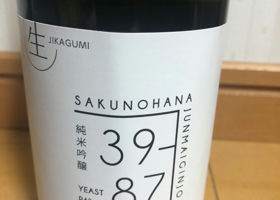 生
JIKAGUMI
SAKUNOHANA
JUNMAIGINJO
純米吟醸
39-
87
YEAST